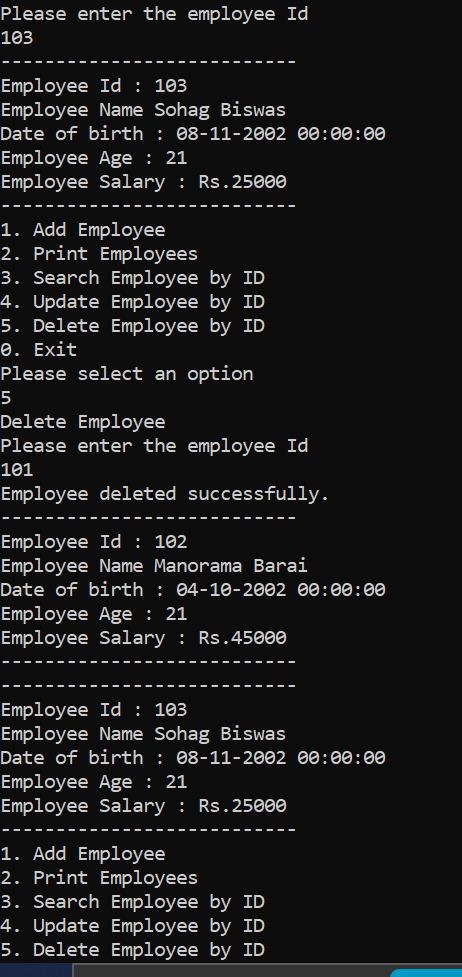 Please enter the employee Id
103
---------------------------
Employee Id : 103
Employee Name Sohag Biswas
Date of birth : 08-11-2002 00:00:00
Employee Age : 21
Employee Salary : Rs.25000
---------------------------
1. Add Employee
2. Print Employees
3. Search Employee by ID
4. Update Employee by ID
5. Delete Employee by ID
0. Exit
Please select an option
5
Delete Employee
Please enter the employee Id
101
Employee deleted successfully.
---------------------------
Employee Id : 102
Employee Name Manorama Barai
Date of birth : 04-10-2002 00:00:00
Employee Age : 21
Employee Salary : Rs.45000
---------------------------
---------------------------
Employee Id : 103
Employee Name Sohag Biswas
Date of birth : 08-11-2002 00:00:00
Employee Age : 21
Employee Salary : Rs.25000
---------------------------
1. Add Employee
2. Print Employees
3. Search Employee by ID
4. Update Employee by ID
5. Delete Employee by ID